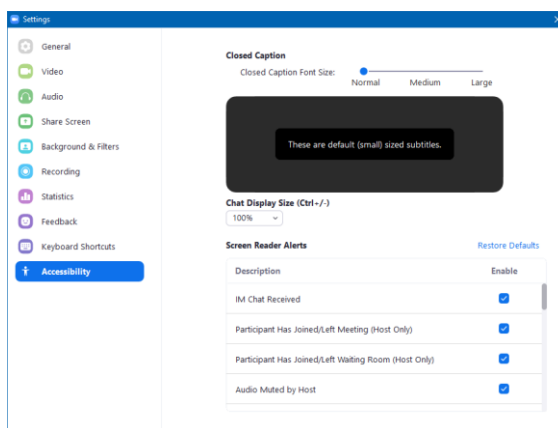 Settings
General
Video
Audio
Share Screen
Background & Filters
Recording
Statistics
Feedback
Keyboard Shortcuts
Accessibility
Closed Caption
Closed Caption Font Size:
Normal Medium Large
These are default (small) sized subtitles.
Chat Display Size (Ctrl+/-)
100%
Screen Reader Alerts Restore Defaults
Description Enable
IM Chat Received
Participant Has Joined/Left Meeting (Host Only)
Participant Has Joined/Left Waiting Room (Host Only)
Audio Muted by Host